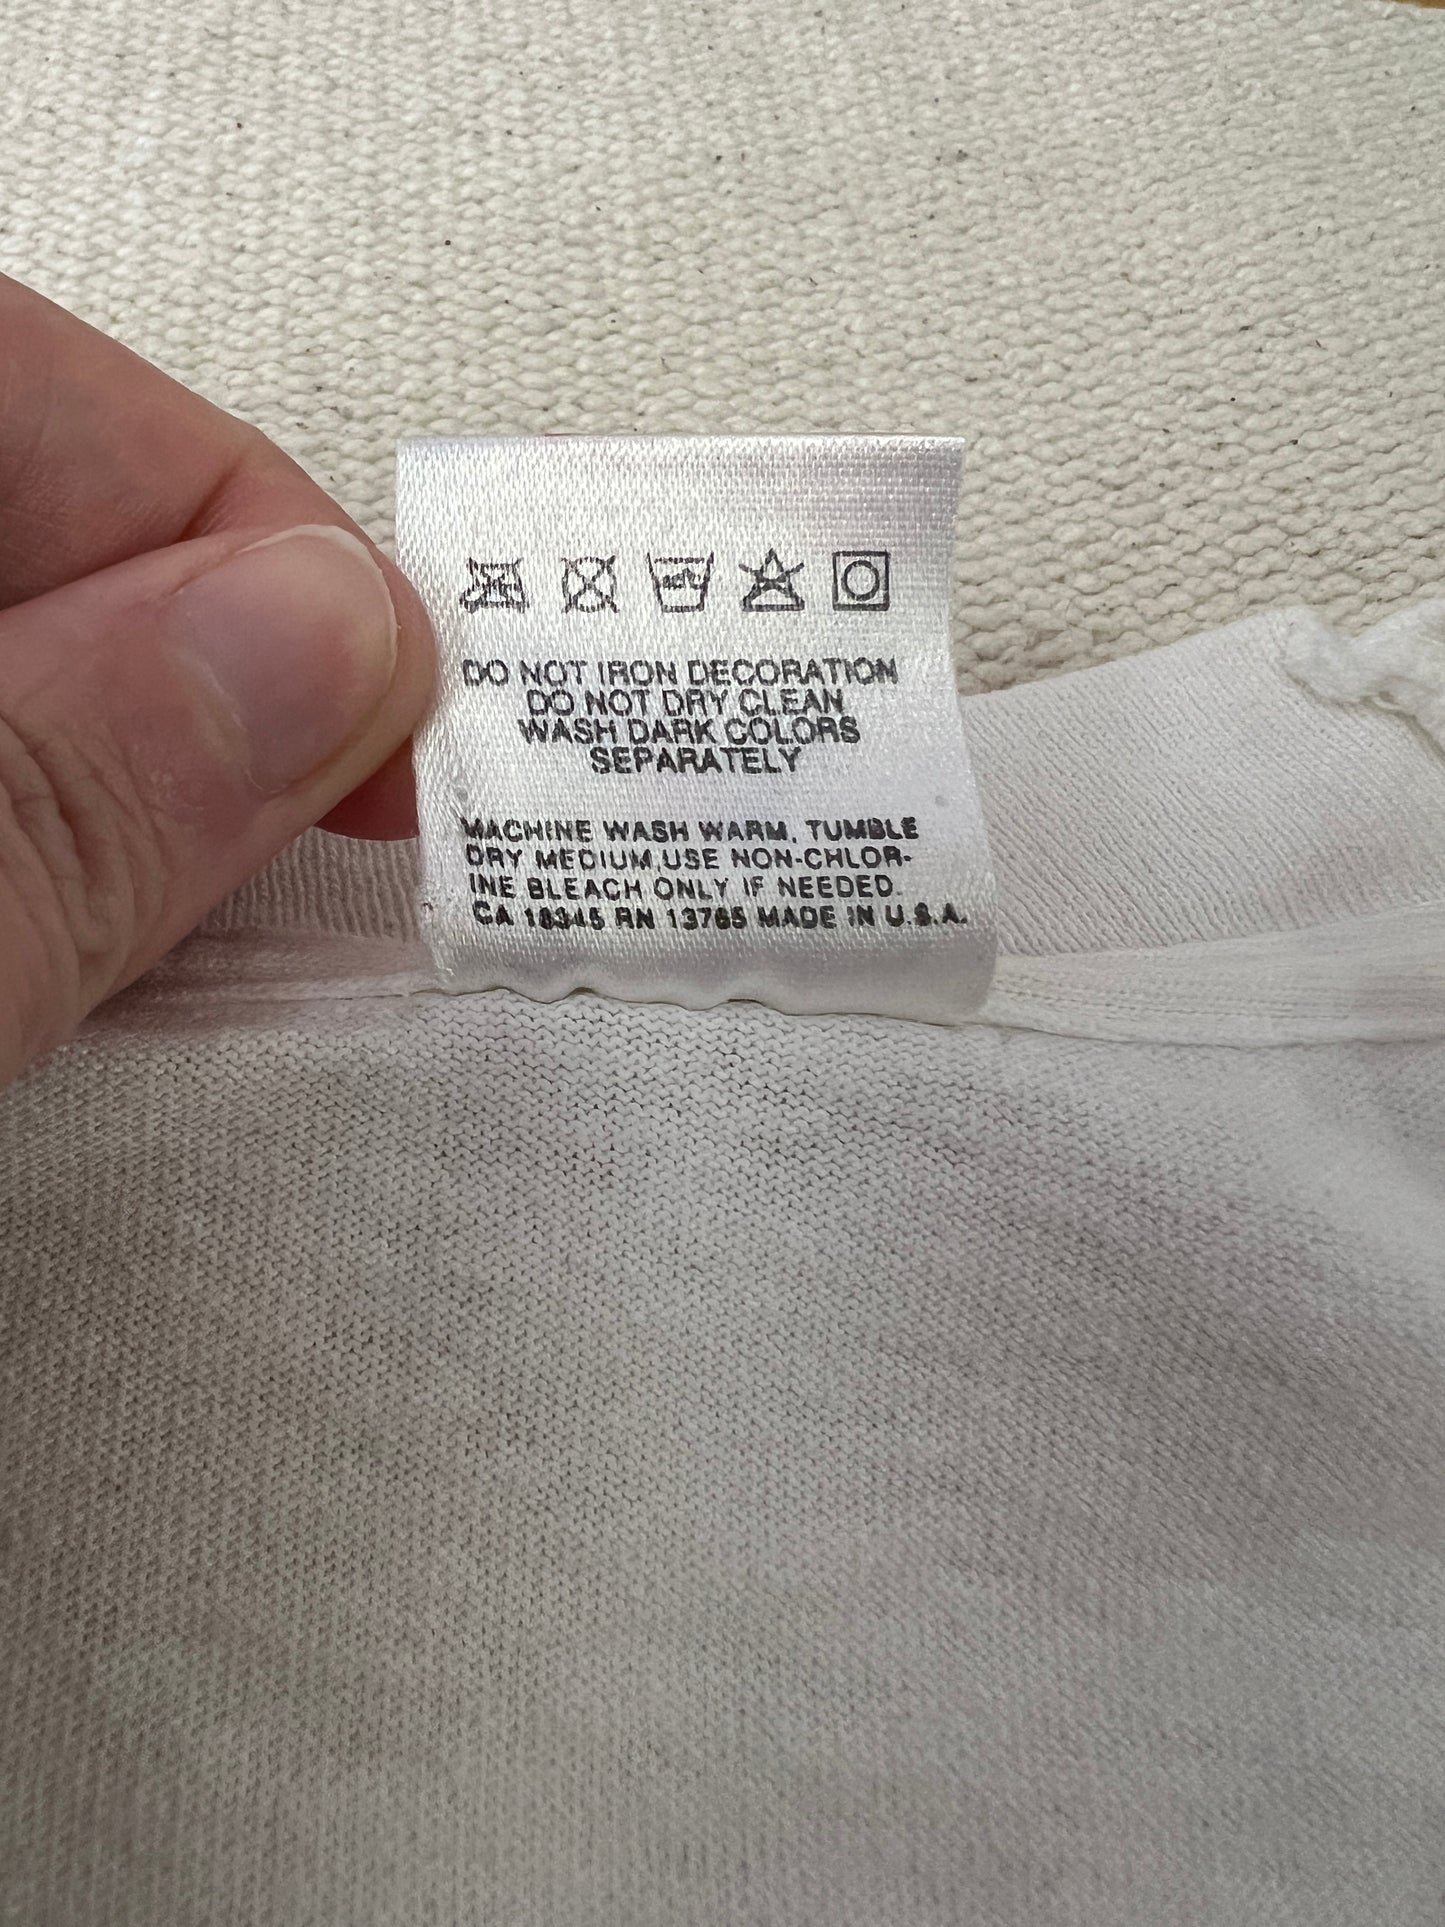 DO NOT IRON DECORATION
DO NOT DRY CLEAN
WASH DARK COLORS
SEPARATELY
MACHINE WASH WARM, TUMBLE
DRY MEDIUM,USE NON-CHLOR-
INE BLEACH ONLY IF NEEDED.
CA 18345 RN 13765 MADE IN U.S.A.